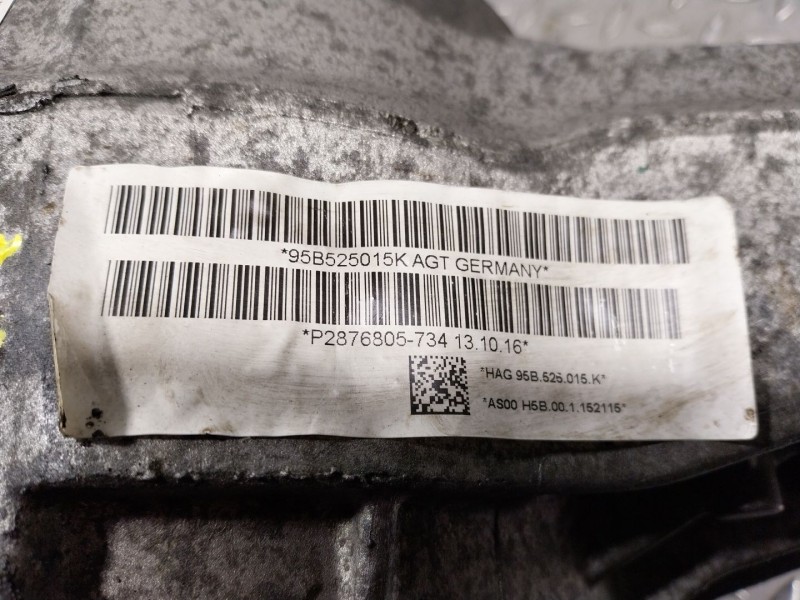 *95B525015K AGT GERMANY*
*P2876805-734 13.10.16*
*HAG 95B.525.015.K*
*AS00 H5B.00.1.152115*